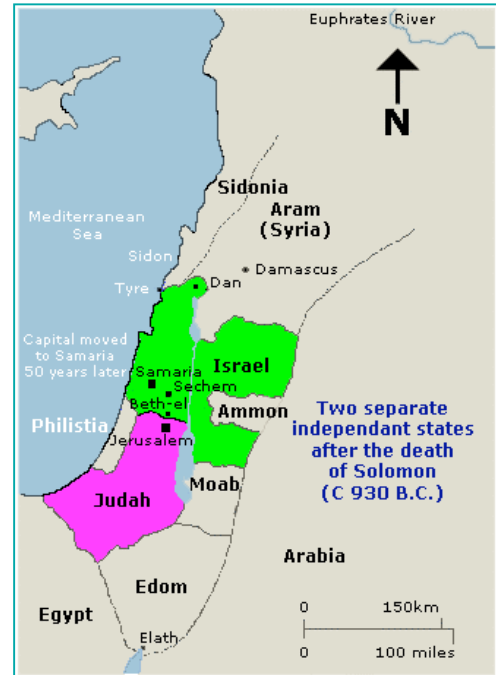 Euphrates River
N
Sidonia
Aram
(Syria)
Mediterranean
Sea
Sidon
Damascus
Tyre
Dan
Capital moved
to Samaria
50 years later
Israel
Samaria
Sechem
Beth-el
Ammon
Philistia
Jerusalem
Two separate
independant states
after the death
of Solomon
(C 930 B.C.)
Judah
Moab
Arabia
Edom
Egypt
Elath
0 150km
0 100 miles